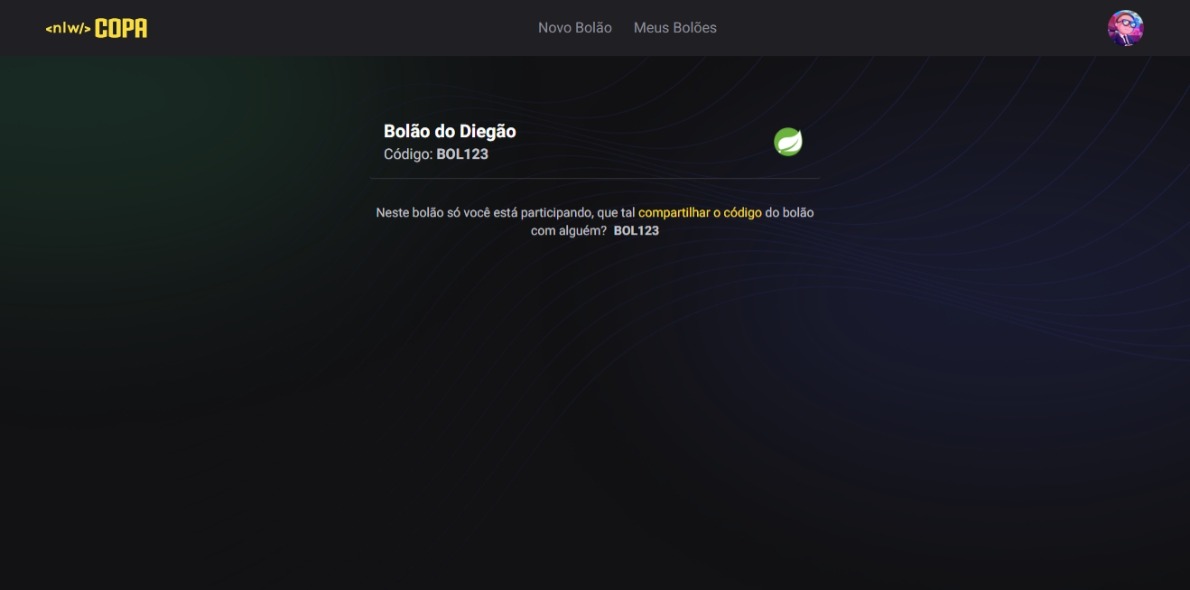 <nlw/> COPA
Novo Bolão
Meus Bolões
Bolão do Diegão
Código: BOL123
Neste bolão só você está participando, que tal compartilhar o código do bolão
com alguém? BOL123